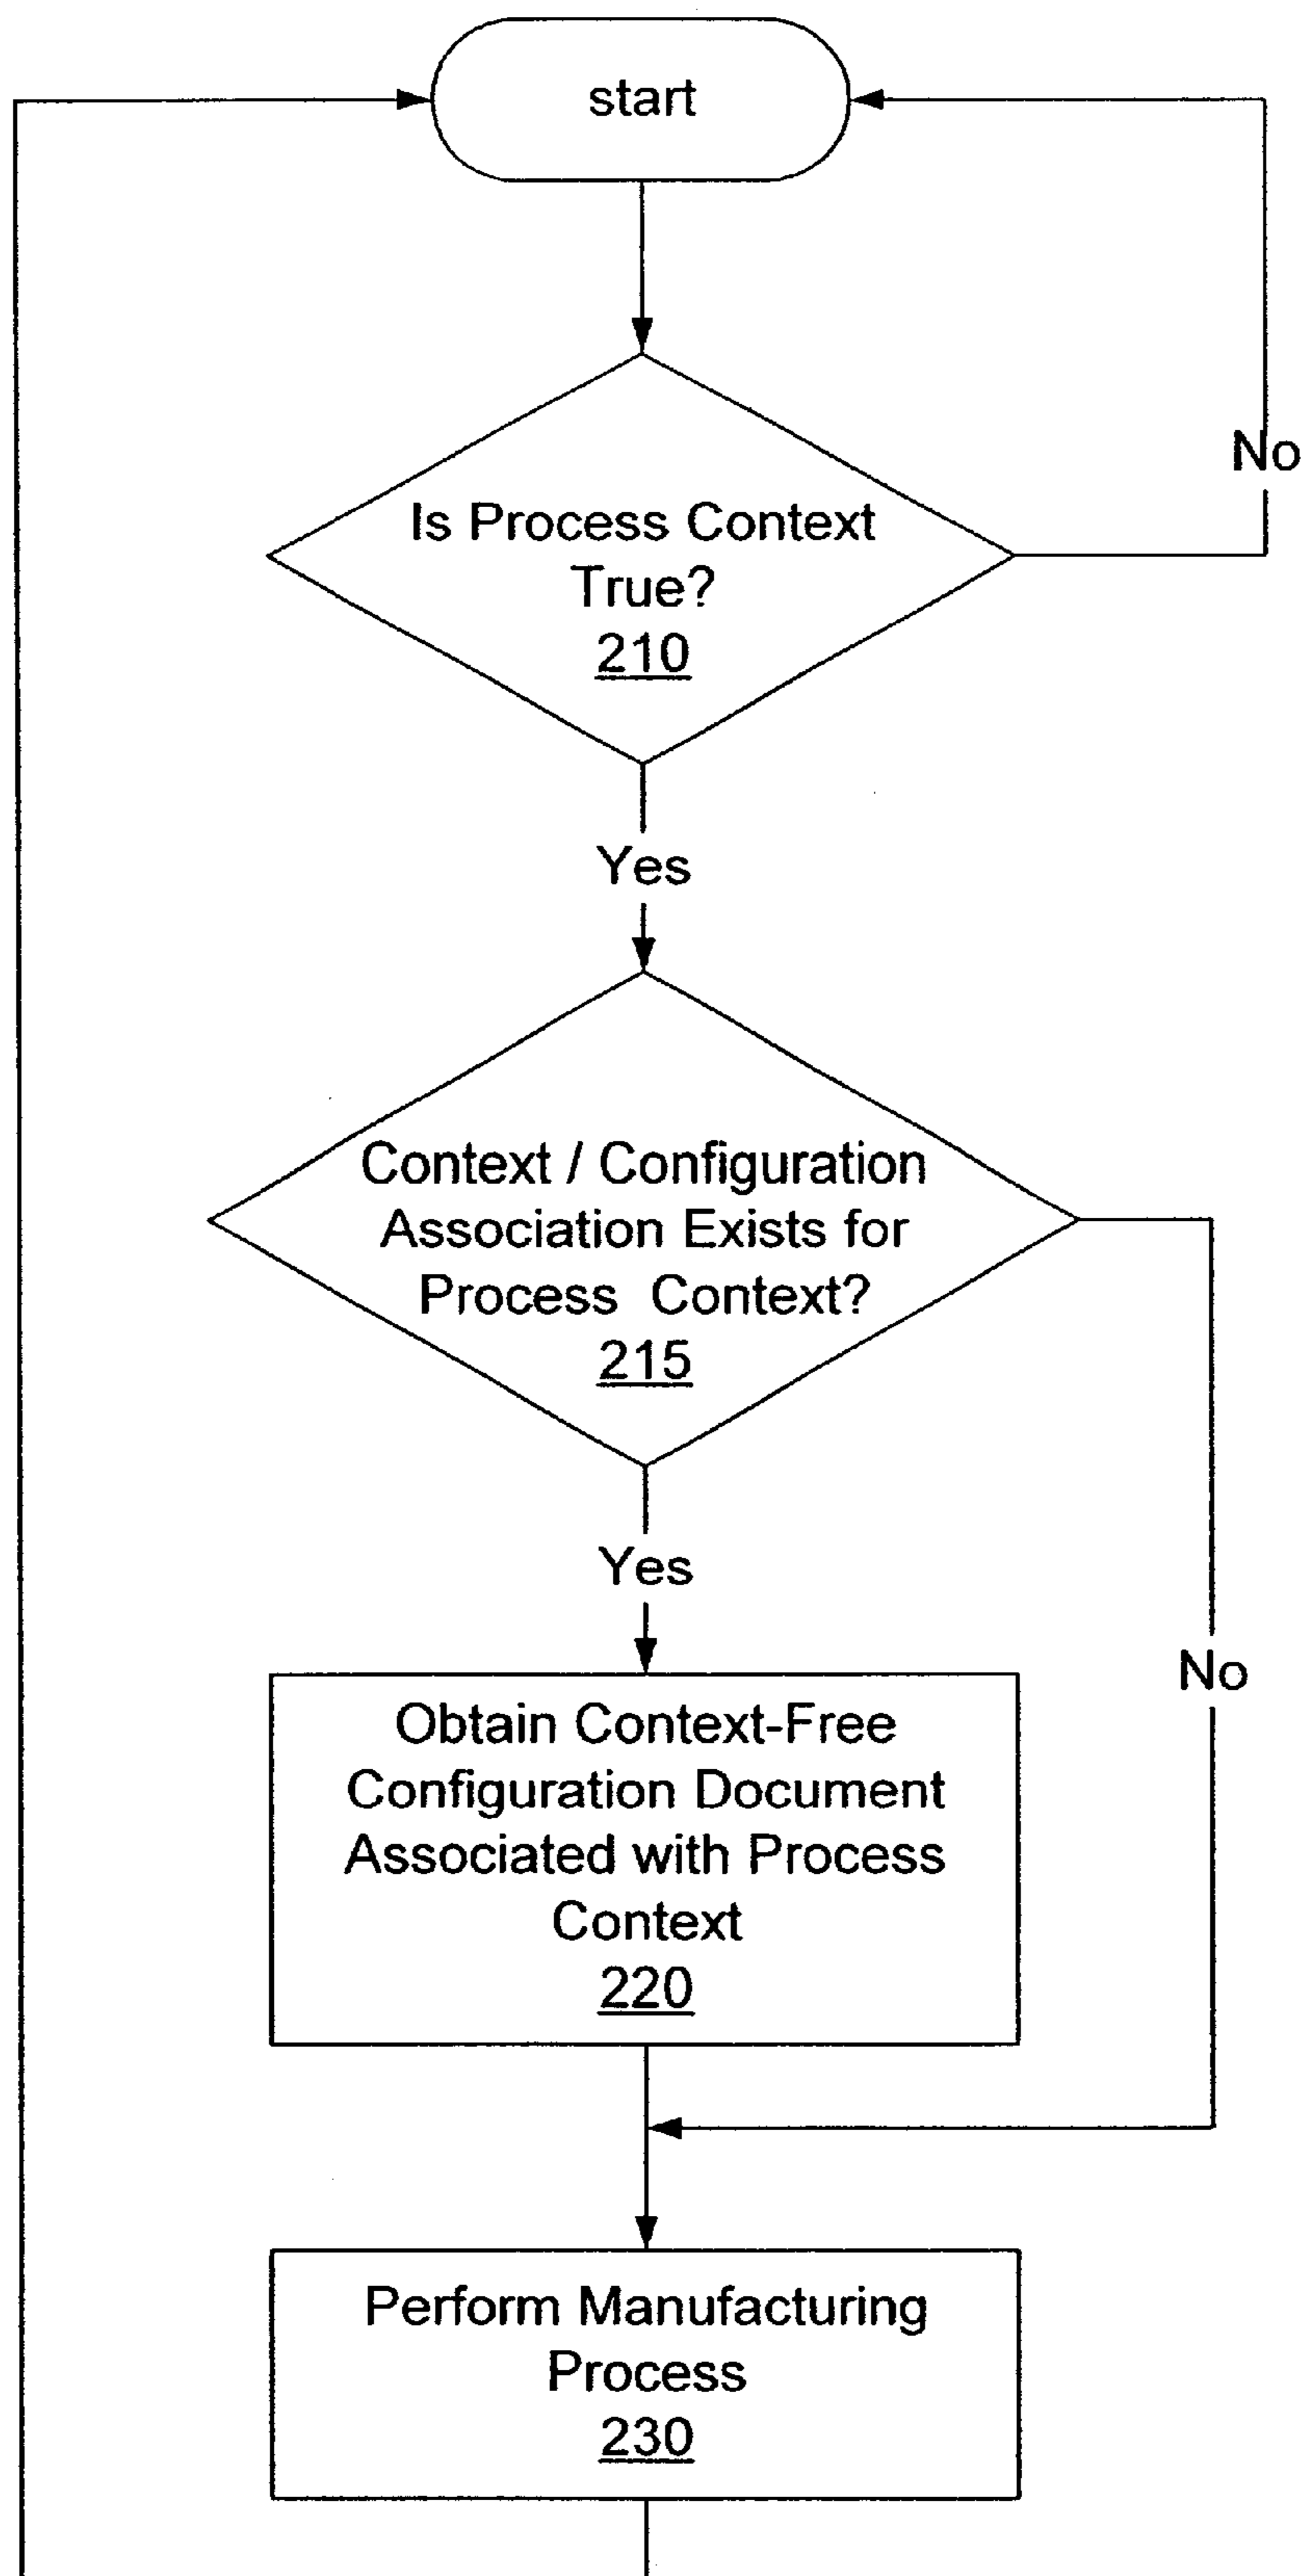 start
No
Is Process Context
True?
210
Yes
Context / Configuration
Association Exists for
Process Context?
215
Yes
No
Obtain Context-Free
Configuration Document
Associated with Process
Context
220
Perform Manufacturing
Process
230